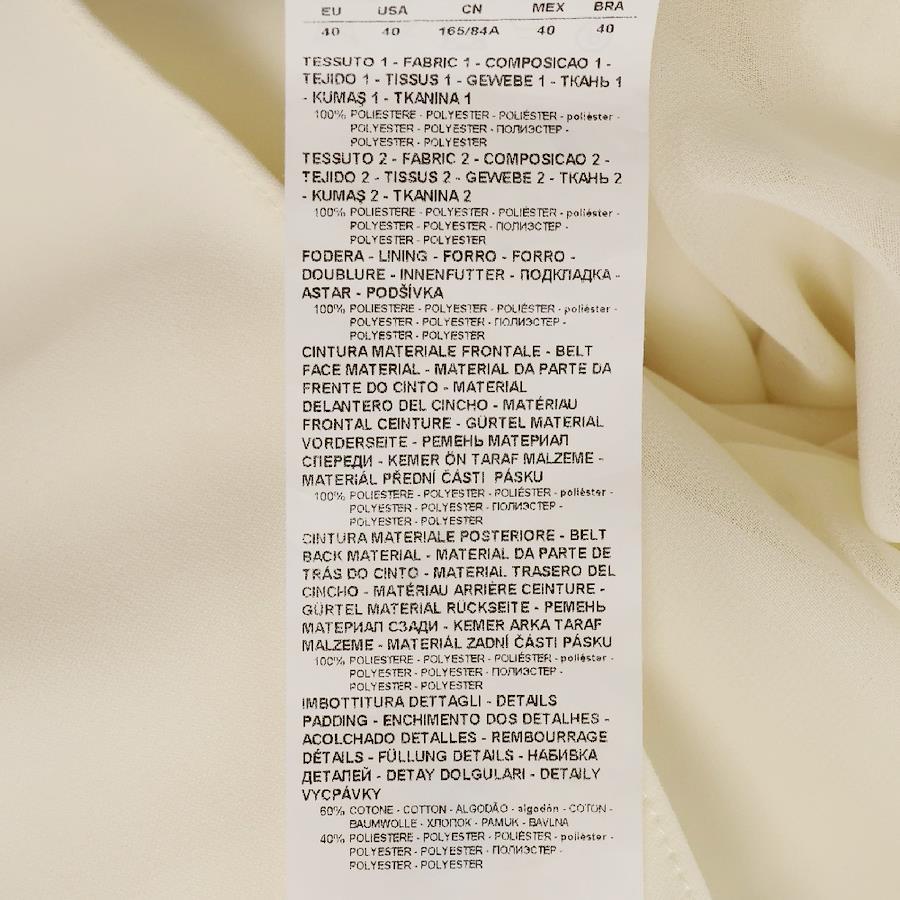 EU USA CN MEX BRA
40 40 165/84A 40 40
TESSUTO 1 - FABRIC 1 - COMPOSICAO 1 -
TEJIDO 1 - TISSUS 1 - GEWEBE 1 - ТКАНЬ 1
- KUMAŞ 1 - TKANINA 1
100% POLIESTERE - POLYESTER - POLIÉSTER - poliéster -
POLYESTER - POLYESTER - ПОЛИЭСТЕР -
POLYESTER - POLYESTER
TESSUTO 2 - FABRIC 2 - COMPOSICAO 2 -
TEJIDO 2 - TISSUS 2 - GEWEBE 2 - ТКАНЬ 2
- KUMAŞ 2 - TKANINA 2
100% POLIESTERE - POLYESTER - POLIÉSTER - poliéster -
POLYESTER - POLYESTER - ПОЛИЭСТЕР -
POLYESTER - POLYESTER
FODERA - LINING - FORRO - FORRO -
DOUBLURE - INNENFUTTER - ПОДКЛАДКА -
ASTAR - PODŠÍVKA
100% POLIESTERE - POLYESTER - POLIÉSTER - poliéster -
POLYESTER - POLYESTER - ПОЛИЭСТЕР -
POLYESTER - POLYESTER
CINTURA MATERIALE FRONTALE - BELT
FACE MATERIAL - MATERIAL DA PARTE DA
FRENTE DO CINTO - MATERIAL
DELANTERO DEL CINCHO - MATÉRIAU
FRONTAL CEINTURE - GÜRTEL MATERIAL
VORDERSEITE - РЕМЕНЬ МАТЕРИАЛ
СПЕРЕДИ - KEMER ÖN TARAF MALZEME -
MATERIÁL PŘEDNÍ ČÁSTI PÁSKU
100% POLIESTERE - POLYESTER - POLIÉSTER - poliéster -
POLYESTER - POLYESTER - ПОЛИЭСТЕР -
POLYESTER - POLYESTER
CINTURA MATERIALE POSTERIORE - BELT
BACK MATERIAL - MATERIAL DA PARTE DE
TRÁS DO CINTO - MATERIAL TRASERO DEL
CINCHO - MATÉRIAU ARRIÈRE CEINTURE -
GÜRTEL MATERIAL RÜCKSEITE - РЕМЕНЬ
МАТЕРИАЛ СЗАДИ - KEMER ARKA TARAF
MALZEME - MATERIÁL ZADNÍ ČÁSTI PÁSKU
100% POLIESTERE - POLYESTER - POLIÉSTER - poliéster -
POLYESTER - POLYESTER - ПОЛИЭСТЕР -
POLYESTER - POLYESTER
IMBOTTITURA DETTAGLI - DETAILS
PADDING - ENCHIMENTO DOS DETALHES -
ACOLCHADO DETALLES - REMBOURRAGE
DÉTAILS - FÜLLUNG DETAILS - НАБИВКА
ДЕТАЛЕЙ - DETAY DOLGULARI - DETAILY
VYCPÁVKY
60% COTONE - COTTON - ALGODÃO - algodón - COTON -
BAUMWOLLE - ХЛОПОК - PAMUK - BAVLNA
40% POLIESTERE - POLYESTER - POLIÉSTER - poliéster -
POLYESTER - POLYESTER - ПОЛИЭСТЕР -
POLYESTER - POLYESTER